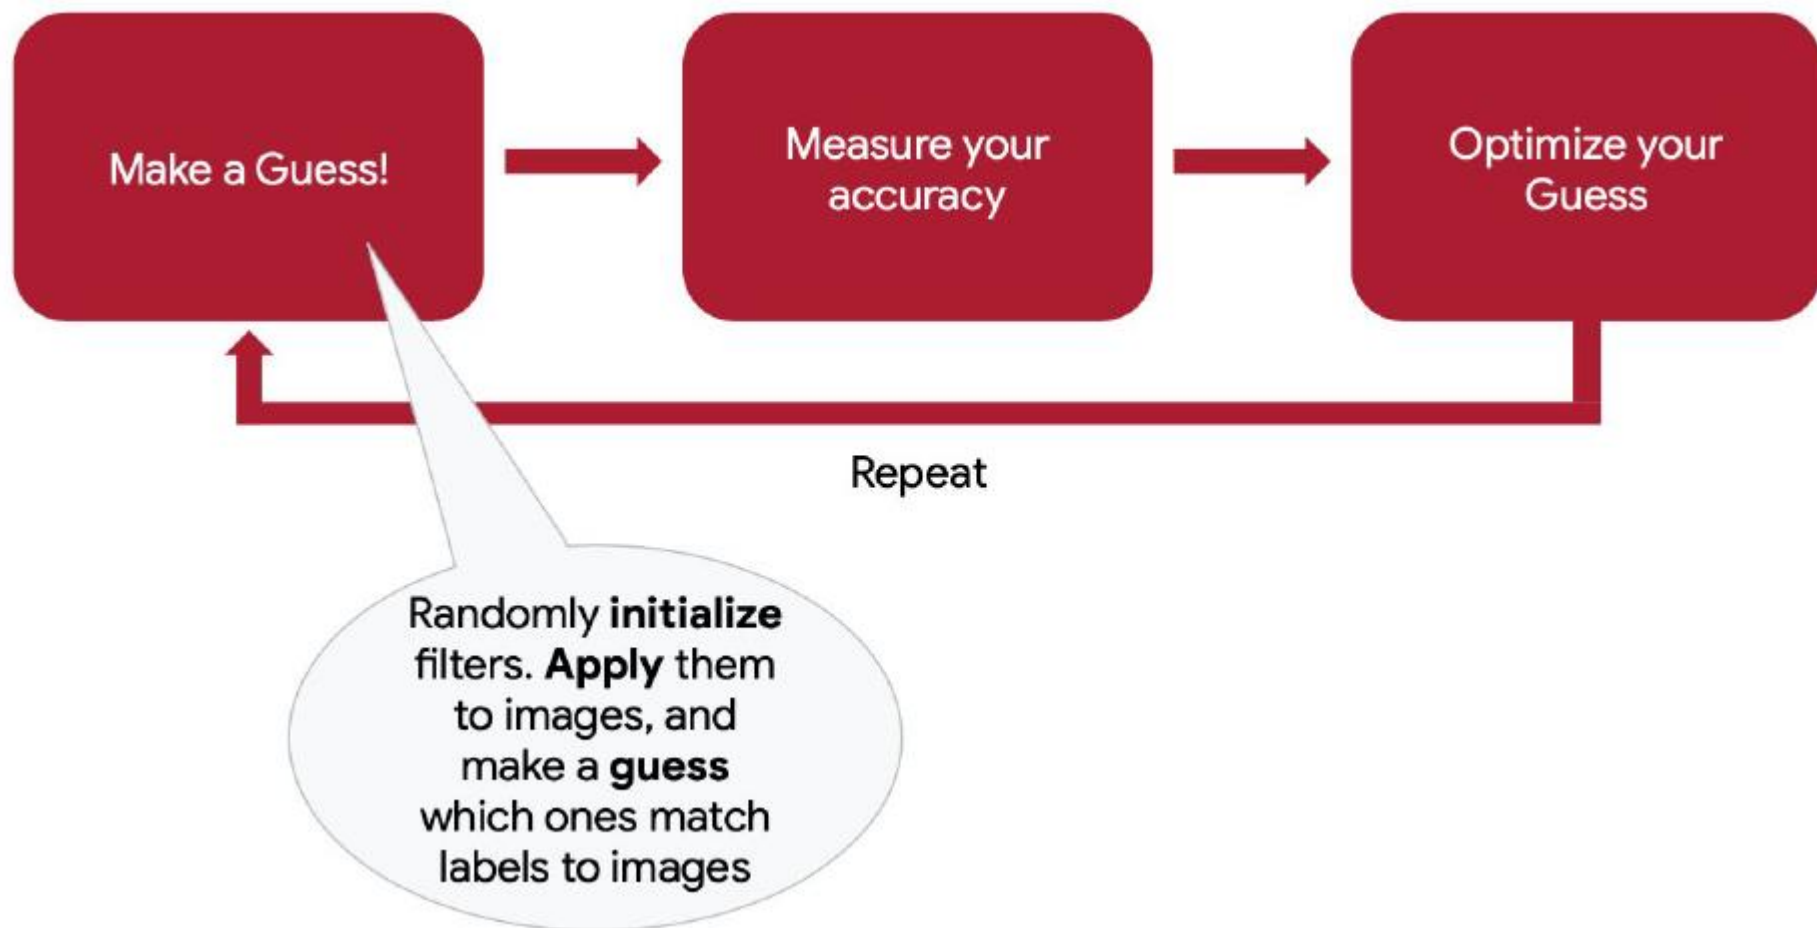 Make a Guess!
Measure your
accuracy
Optimize your
Guess
Repeat
Randomly initialize
filters. Apply them
to images, and
make a guess
which ones match
labels to images